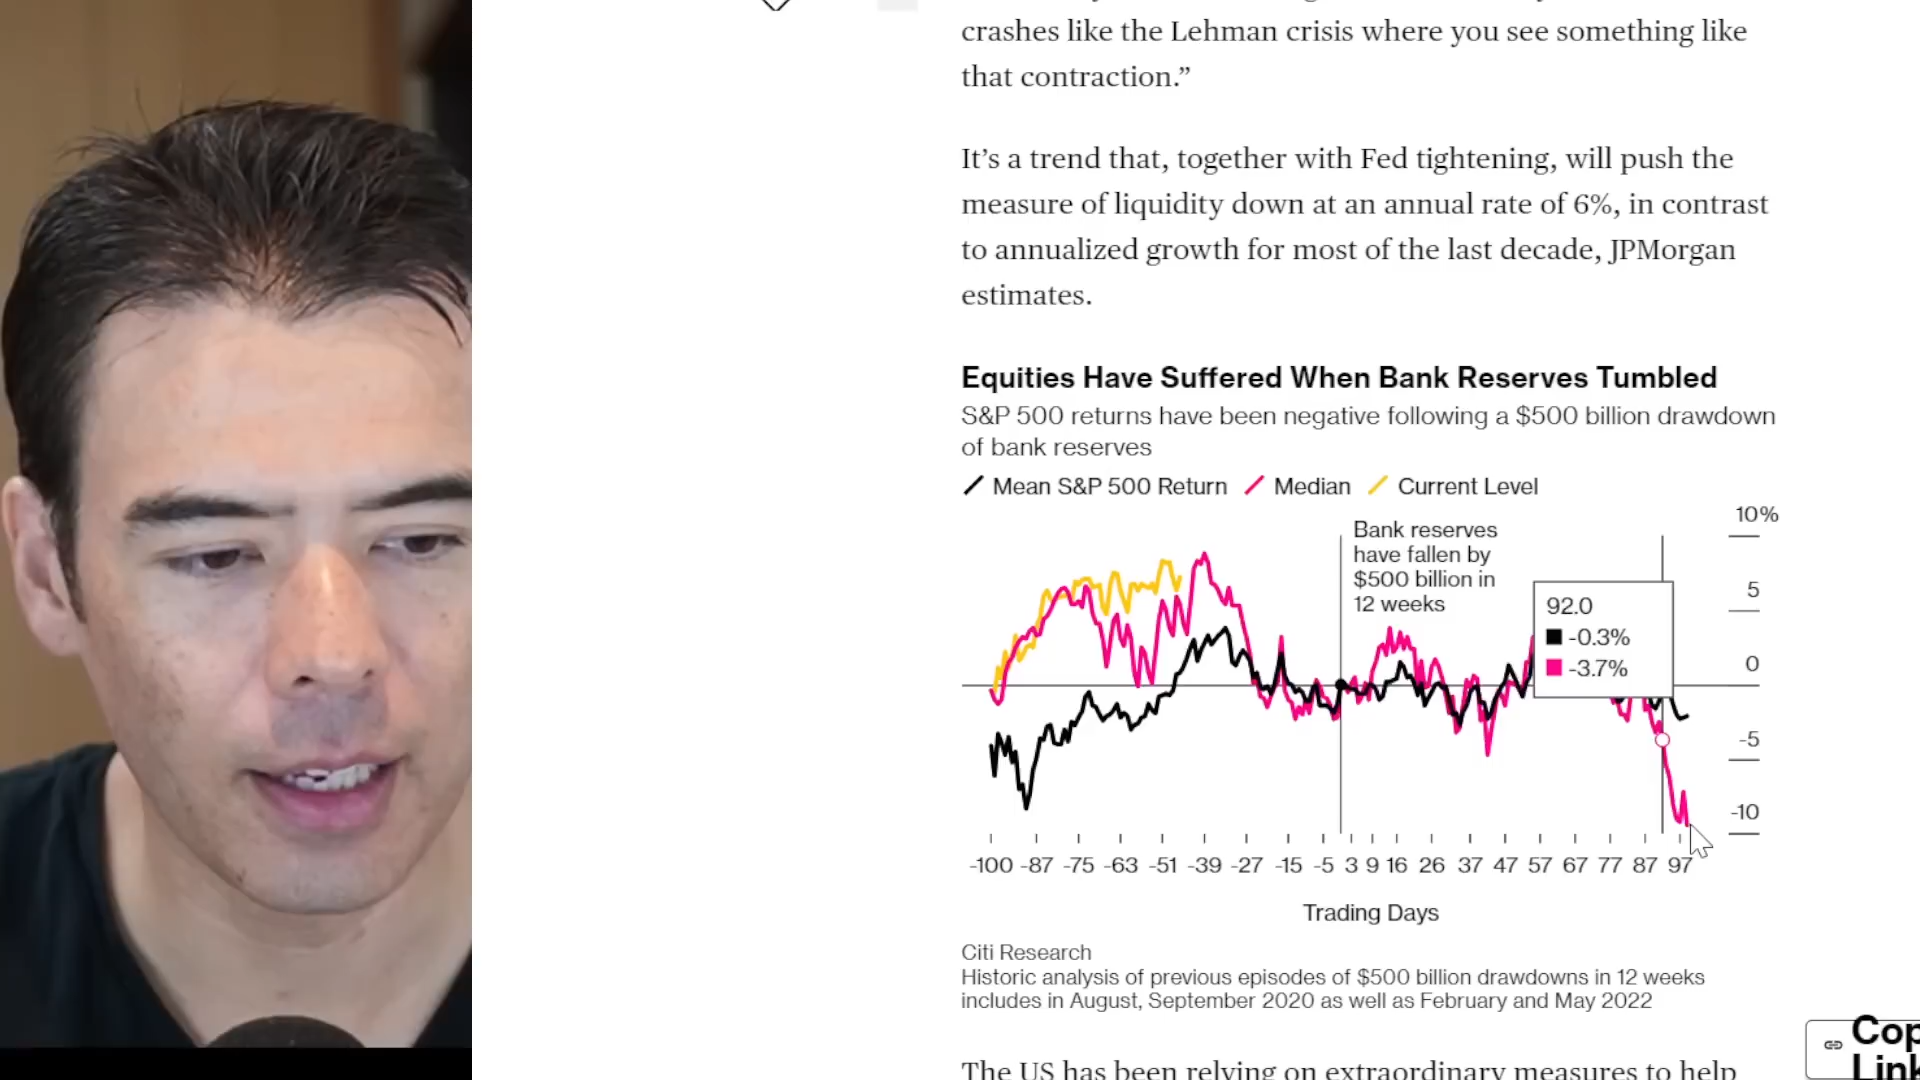 crashes like the Lehman crisis where you see something like
that contraction.”
It’s a trend that, together with Fed tightening, will push the
measure of liquidity down at an annual rate of 6%, in contrast
to annualized growth for most of the last decade, JPMorgan
estimates.
Equities Have Suffered When Bank Reserves Tumbled
S&P 500 returns have been negative following a $500 billion drawdown
of bank reserves
Mean S&P 500 Return Median Current Level
10%
Bank reserves
have fallen by
$500 billion in
12 weeks
5
92.0
-0.3%
-3.7%
0
-5
-10
-100 -87 -75 -63 -51 -39 -27 -15 -5 3 9 16 26 37 47 57 67 77 87 97
Trading Days
Citi Research
Historic analysis of previous episodes of $500 billion drawdowns in 12 weeks
includes in August, September 2020 as well as February and May 2022
The US has been relying on extraordinary measures to help
Cop
Link